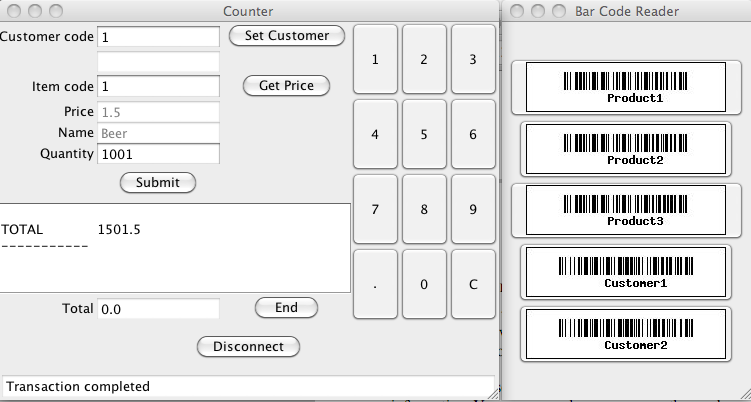 Counter
Customer code 1 Set Customer
Item code 1 Get Price
Price 1.5
Name Beer
Quantity 1001
Submit
TOTAL 1501.5
------------
Total 0.0 End
Disconnect
Transaction completed
1 2 3
4 5 6
7 8 9
. 0 C
Bar Code Reader
Product1
Product2
Product3
Customer1
Customer2